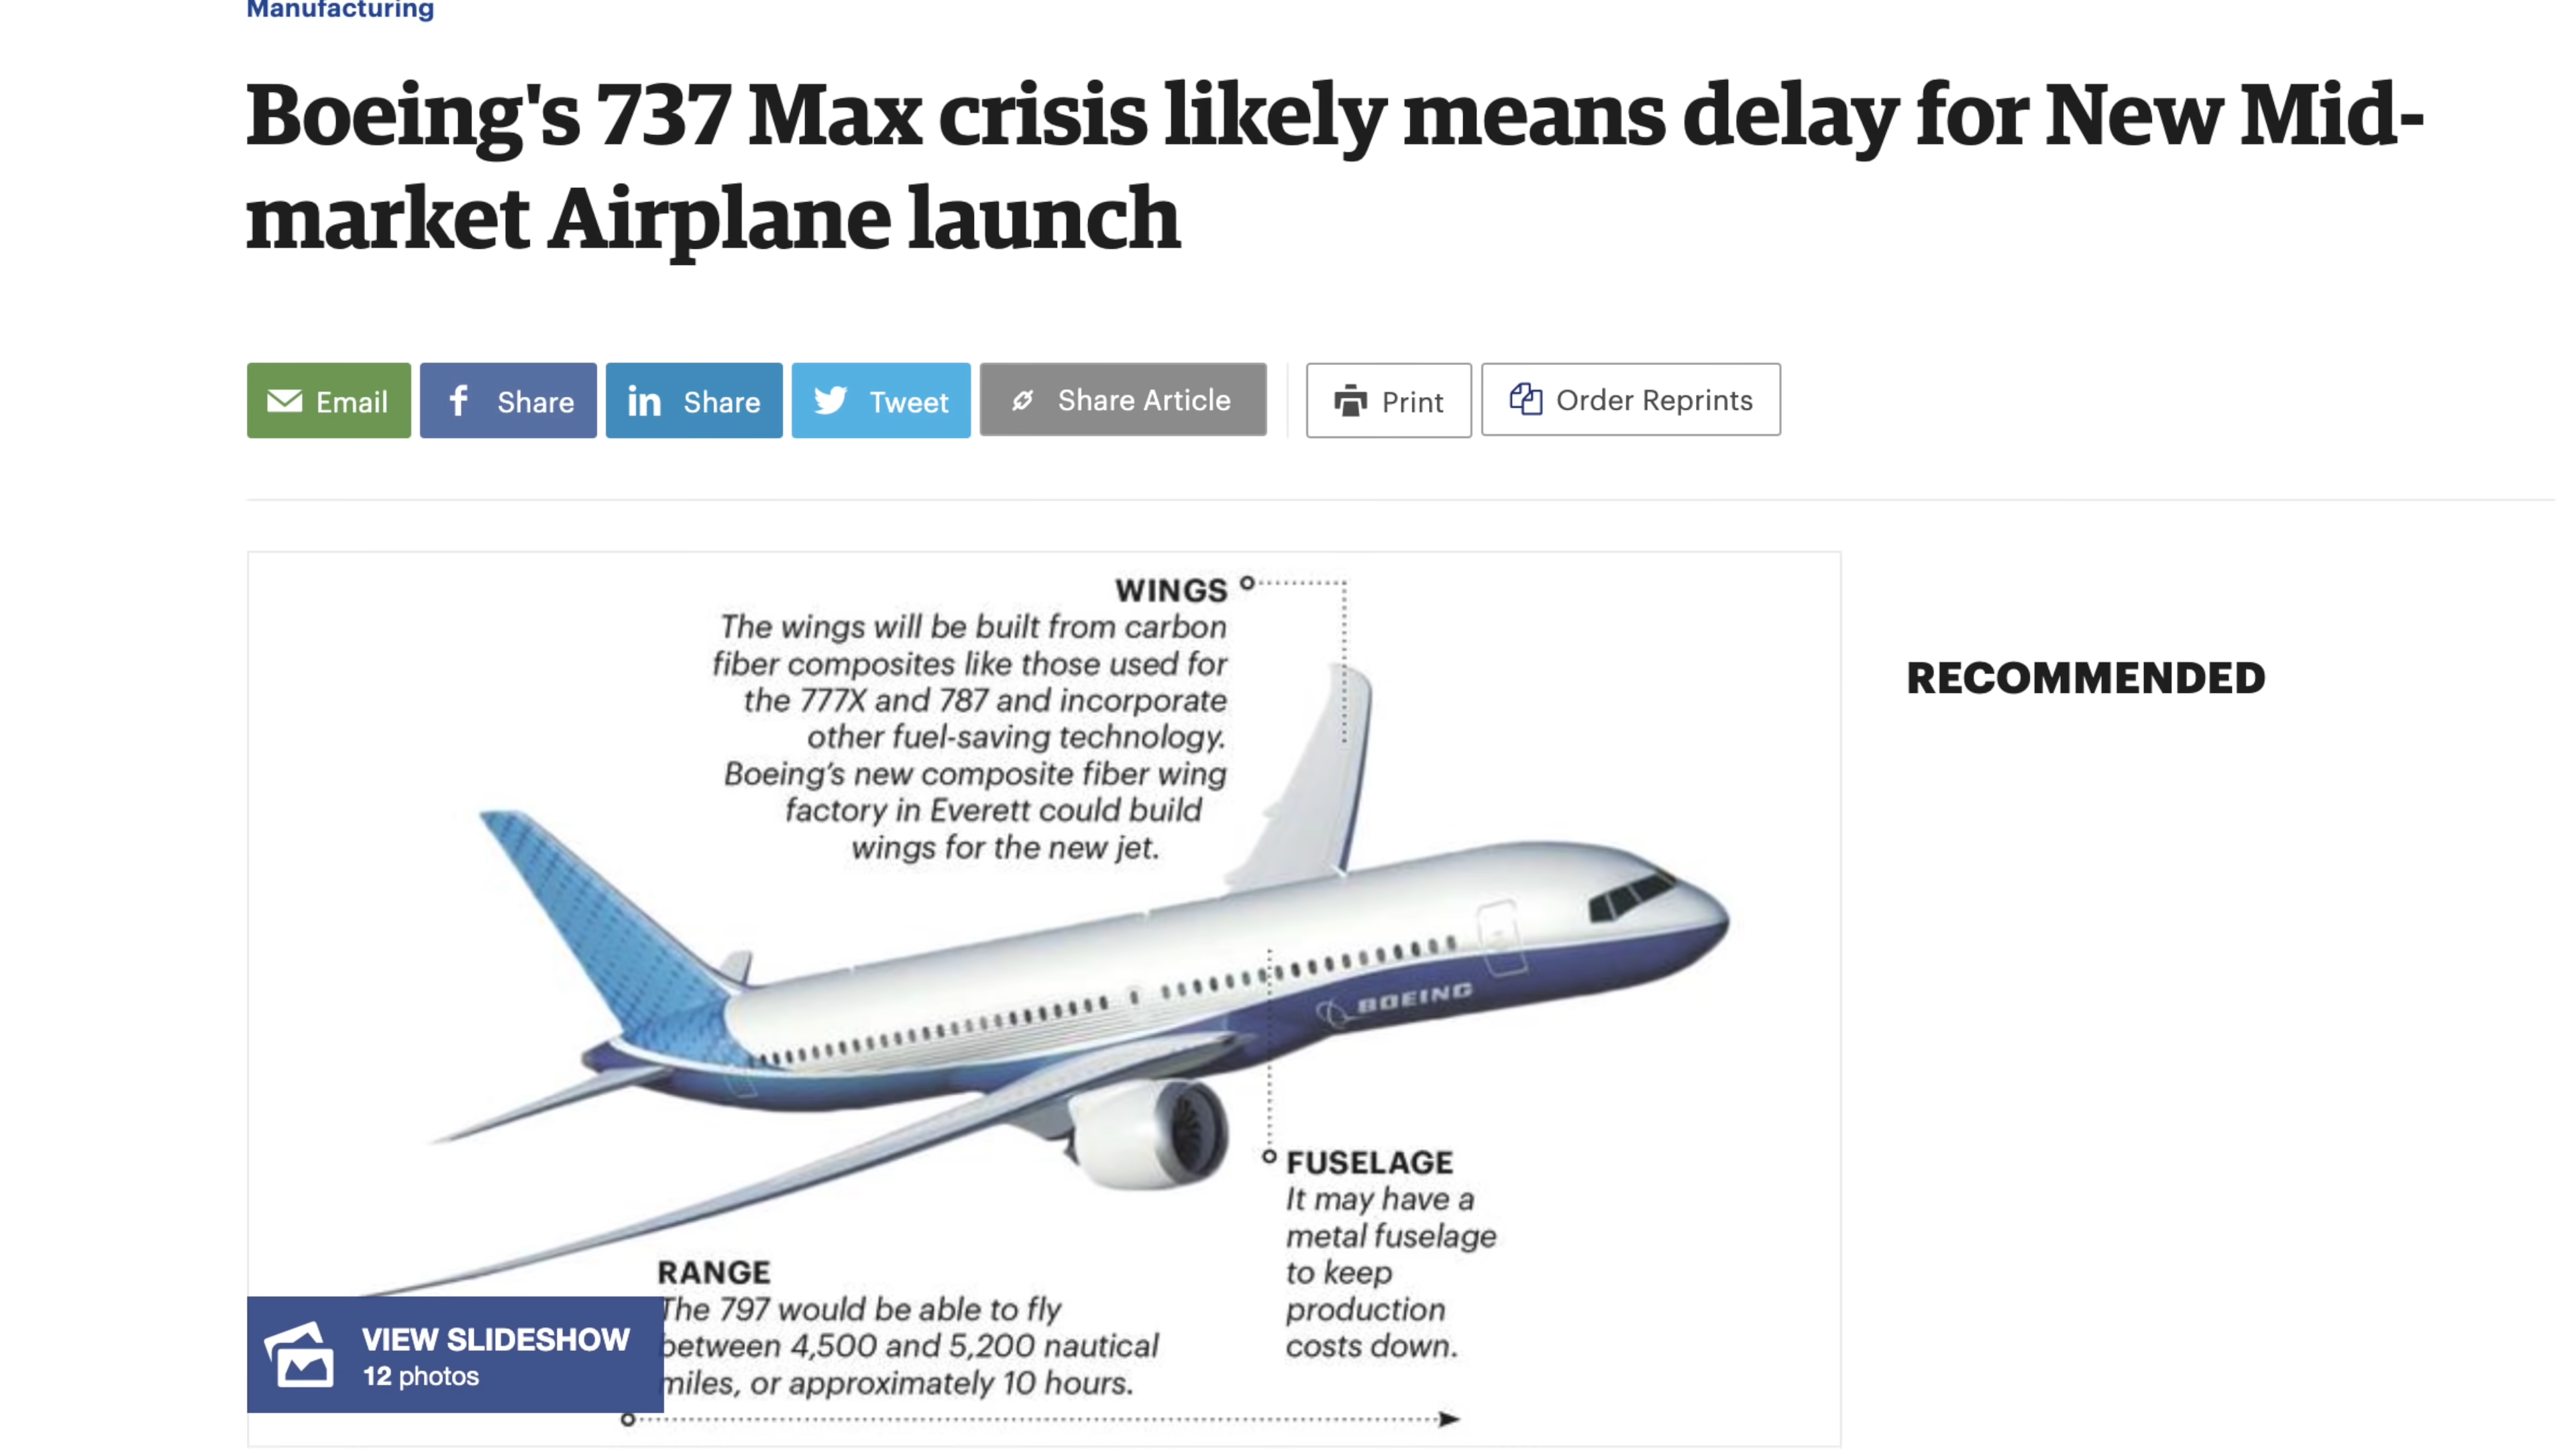 Manufacturing
Boeing's 737 Max crisis likely means delay for New Mid-
market Airplane launch
Email
Share
in Share
Tweet
Share Article
Print
Order Reprints
WINGS
The wings will be built from carbon
fiber composites like those used for
the 777X and 787 and incorporate
other fuel-saving technology.
Boeing's new composite fiber wing
factory in Everett could build
wings for the new jet.
RECOMMENDED
BOEING
FUSELAGE
It may have a
metal fuselage
to keep
production
costs down.
RANGE
The 797 would be able to fly
between 4,500 and 5,200 nautical
miles, or approximately 10 hours.
VIEW SLIDESHOW
12 photos